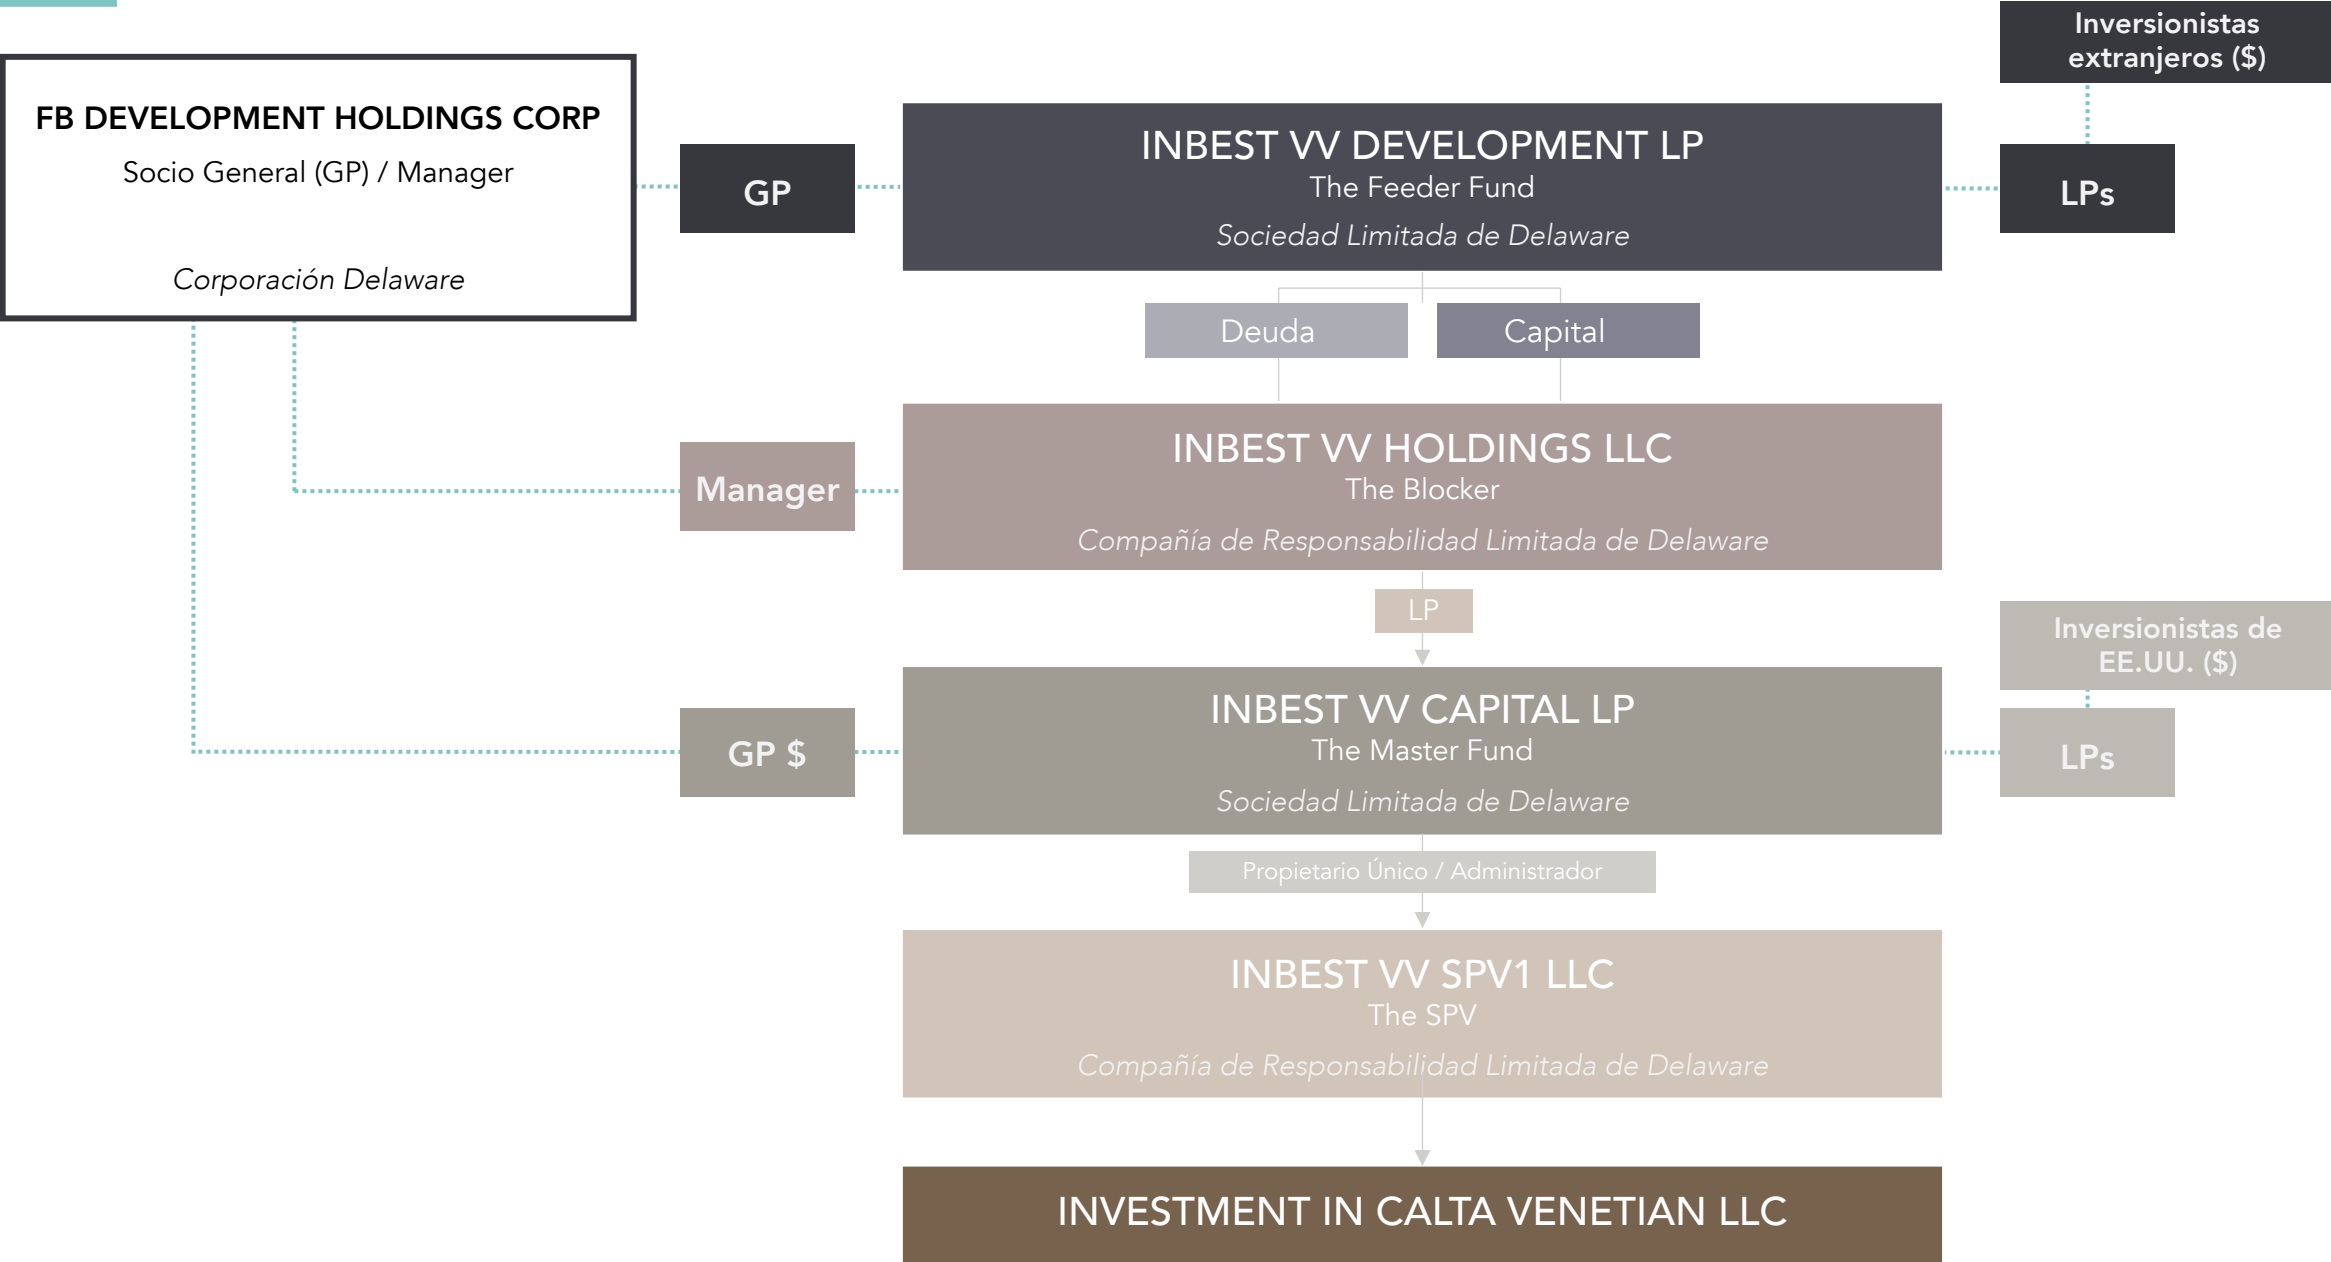 Inversionistas
extranjeros ($)
FB DEVELOPMENT HOLDINGS CORP
Socio General (GP) / Manager
Corporación Delaware
GP
INBEST VV DEVELOPMENT LP
The Feeder Fund
Sociedad Limitada de Delaware
LPs
Deuda
Capital
Manager
INBEST VV HOLDINGS LLC
The Blocker
Compañía de Responsabilidad Limitada de Delaware
LP
Inversionistas de
EE.UU. ($)
GP $
INBEST VV CAPITAL LP
The Master Fund
Sociedad Limitada de Delaware
LPs
Propietario Único / Administrador
INBEST VV SPV1 LLC
The SPV
Compañía de Responsabilidad Limitada de Delaware
INVESTMENT IN CALTA VENETIAN LLC